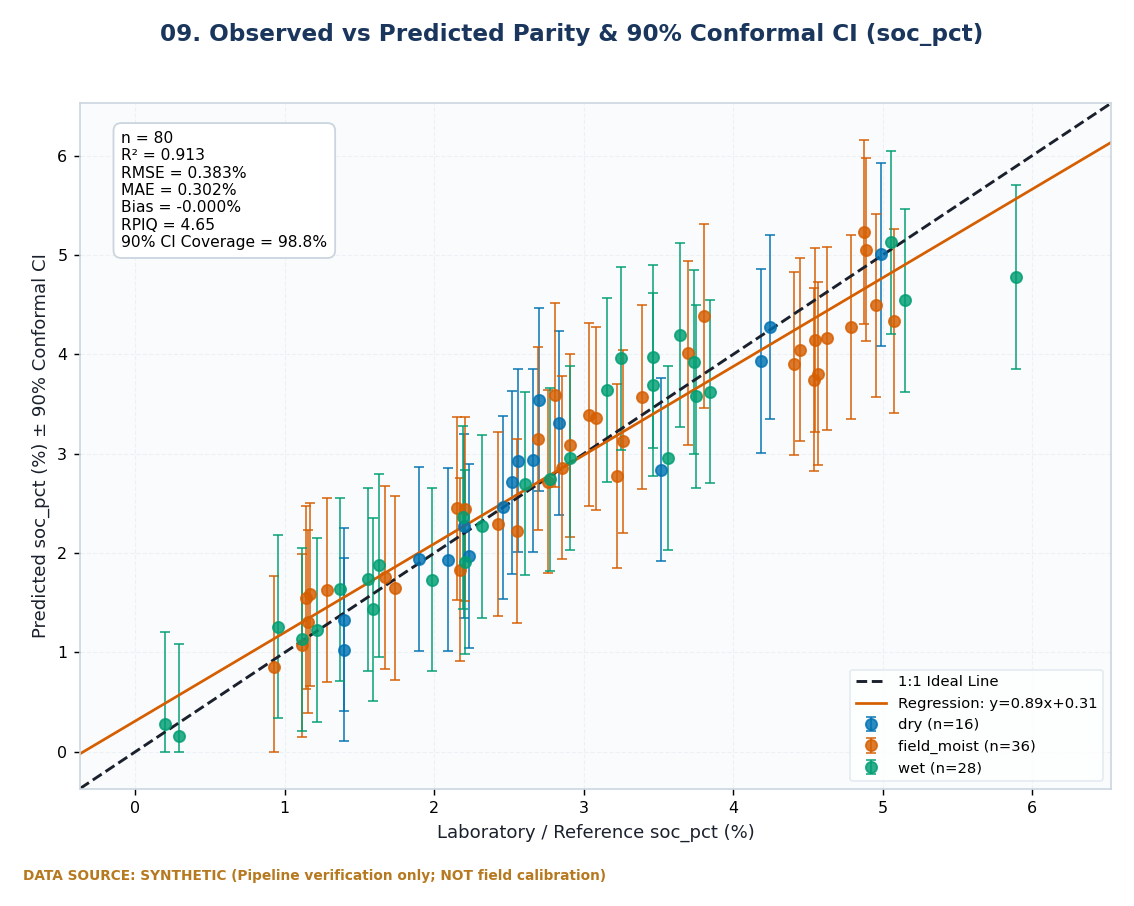 09. Observed vs Predicted Parity & 90% Conformal CI (soc_pct)
n = 80
R² = 0.913
RMSE = 0.383%
MAE = 0.302%
Bias = -0.000%
RPIQ = 4.65
90% CI Coverage = 98.8%
Predicted soc_pct (%) ± 90% Conformal CI
6
5
4
3
2
1
0
1:1 Ideal Line
Regression: y=0.89x+0.31
dry (n=16)
field_moist (n=36)
wet (n=28)
0 1 2 3 4 5 6
Laboratory / Reference soc_pct (%)
DATA SOURCE: SYNTHETIC (Pipeline verification only; NOT field calibration)